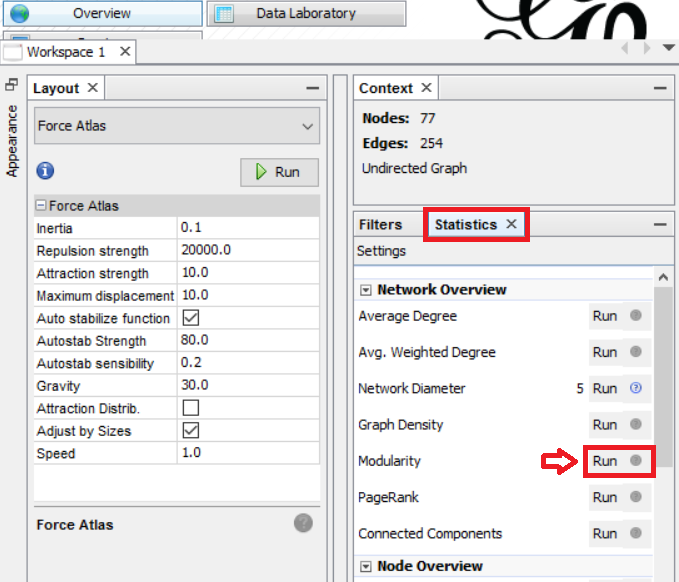 Overview
Data Laboratory
Workspace 1
Appearance
Layout
Force Atlas
Run
Force Atlas
Inertia 0.1
Repulsion strength 20000.0
Attraction strength 10.0
Maximum displacement 10.0
Auto stabilize function
Autostab Strength 80.0
Autostab sensibility 0.2
Gravity 30.0
Attraction Distrib.
Adjust by Sizes
Speed 1.0
Force Atlas
Context
Nodes: 77
Edges: 254
Undirected Graph
Filters Statistics
Settings
Network Overview
Average Degree Run
Avg. Weighted Degree Run
Network Diameter 5 Run
Graph Density Run
Modularity Run
PageRank Run
Connected Components Run
Node Overview